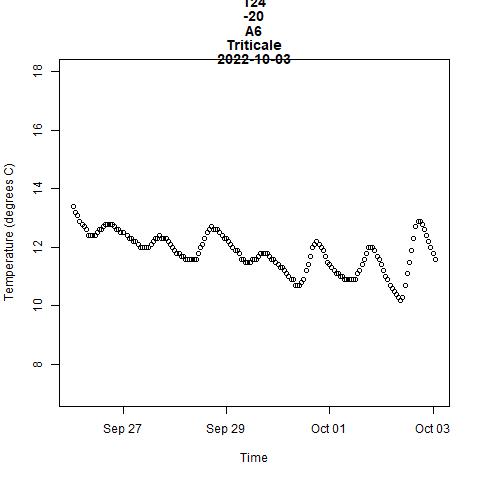 124
-20
A6
Triticale
2022-10-03
Temperature (degrees C)
18
16
14
12
10
8
Sep 27
Sep 29
Oct 01
Oct 03
Time